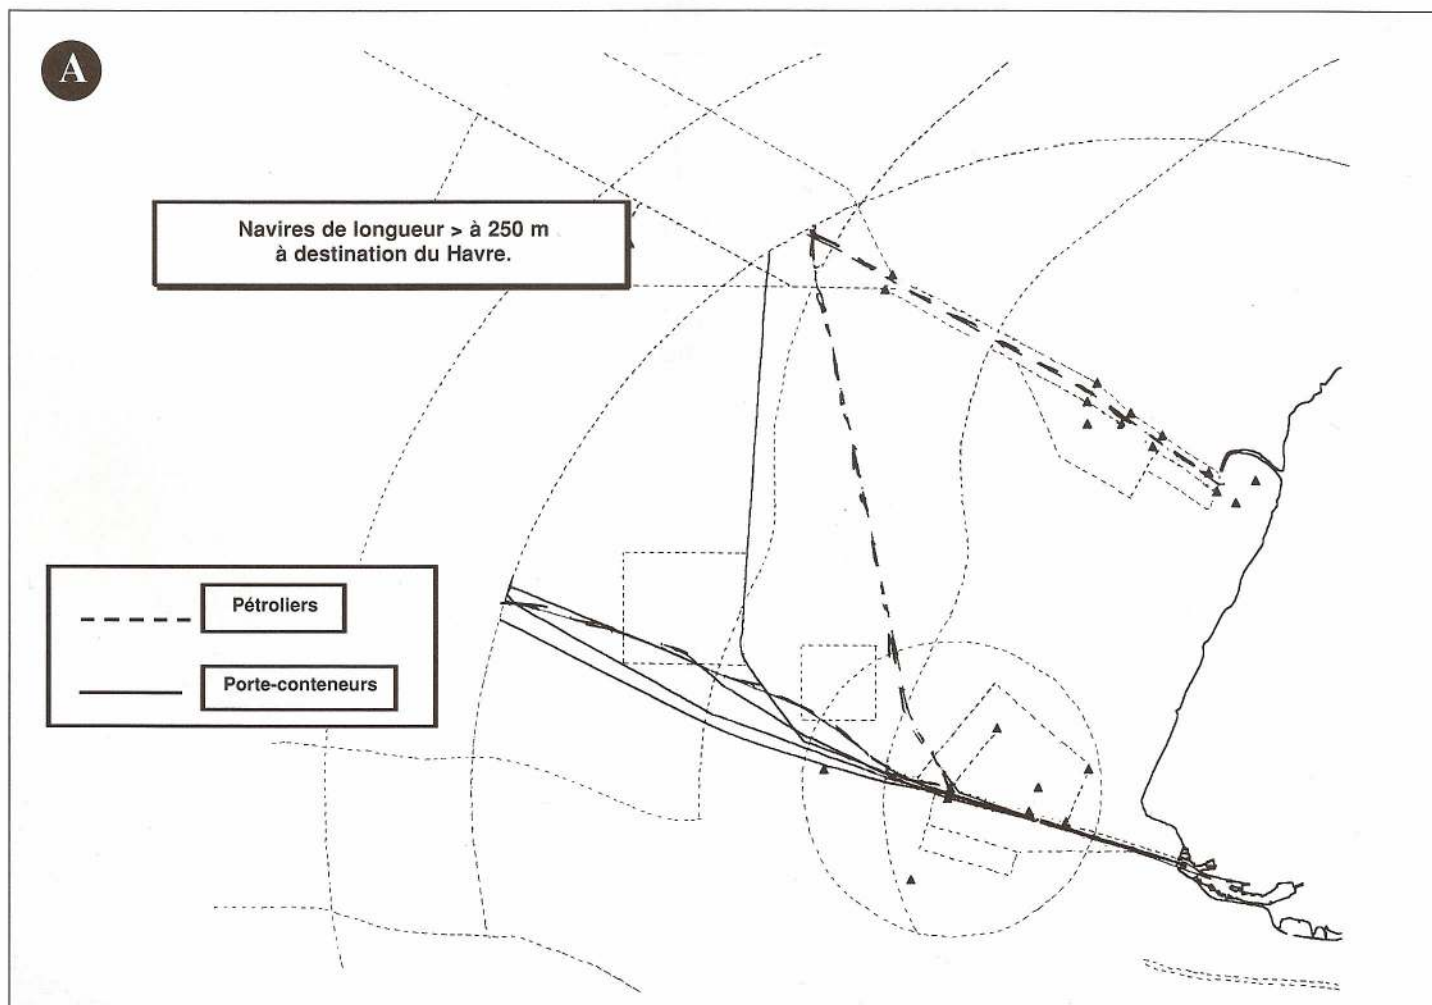 A
Navires de longueur > à 250 m
à destination du Havre.
Pétroliers
Porte-conteneurs